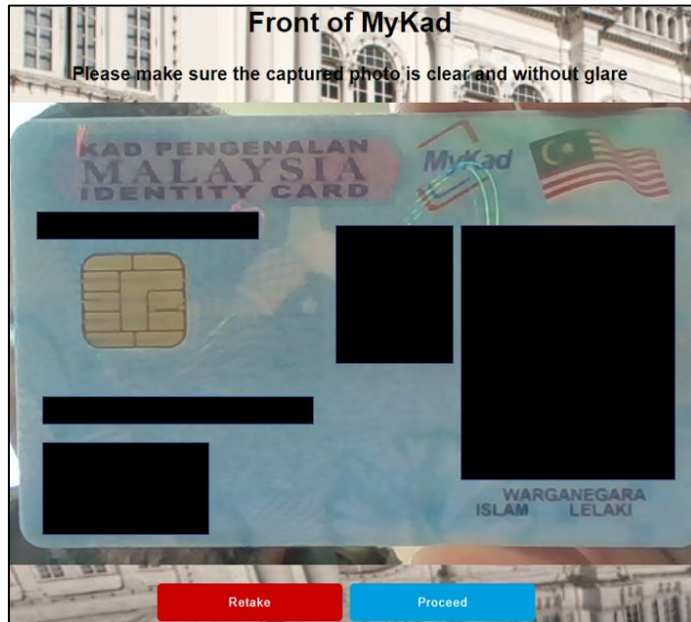 Front of MyKad
Please make sure the captured photo is clear and without glare
KAD PENGENALAN
MALAYSIA
IDENTITY CARD
MyKad
WARGANEGARA
ISLAM LELAKI
Retake
Proceed